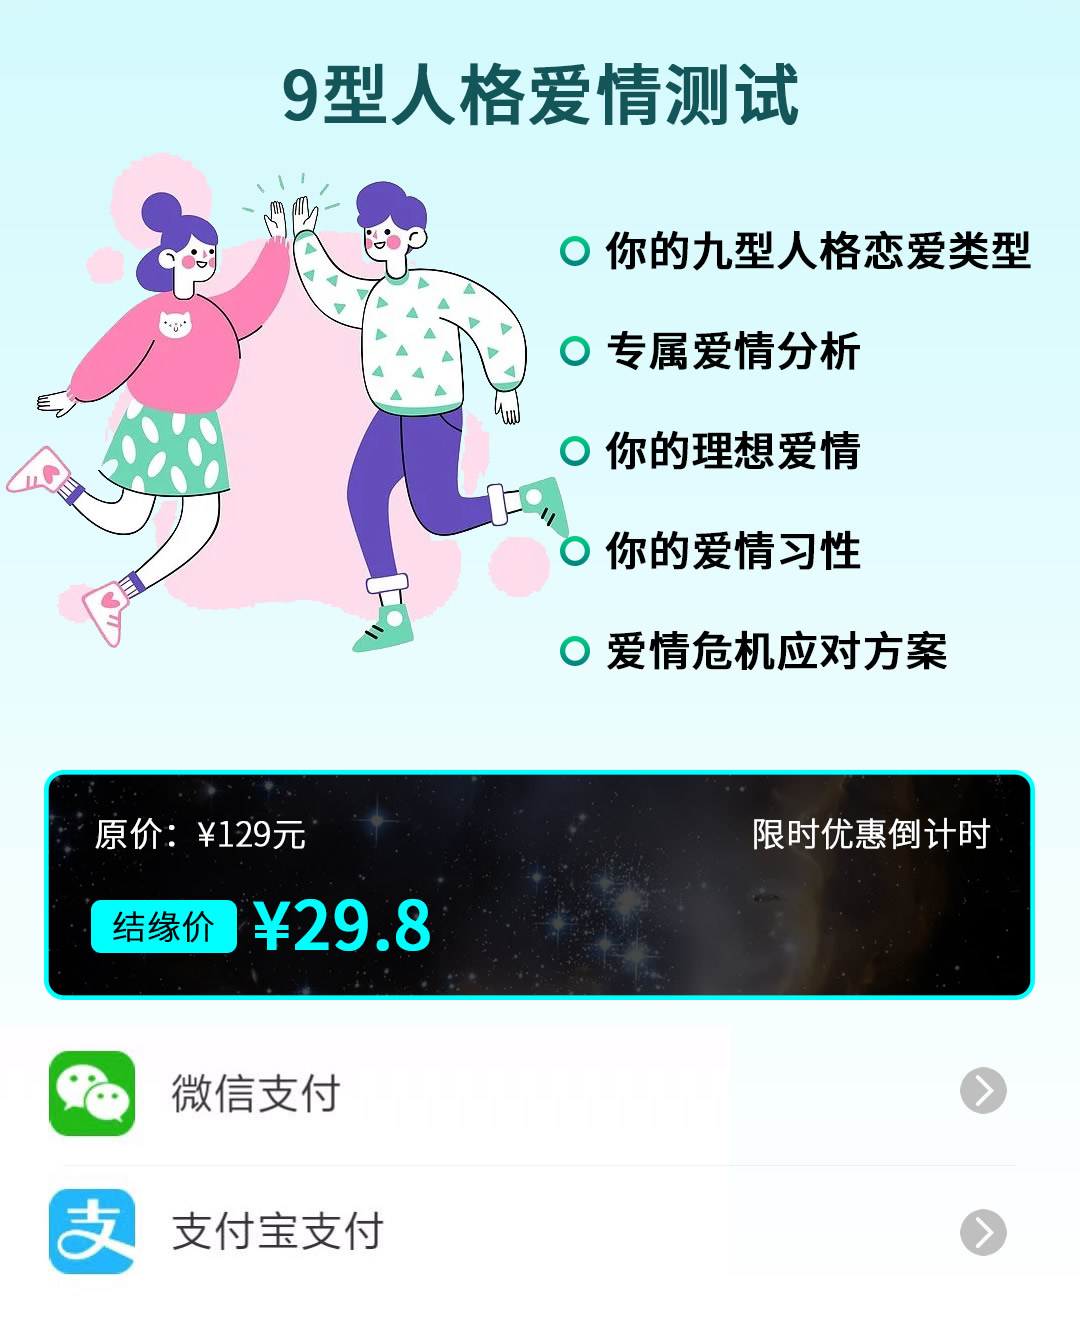 9型人格爱情测试
你的九型人格恋爱类型
专属爱情分析
你的理想爱情
你的爱情习性
爱情危机应对方案
原价：¥129元
限时优惠倒计时
结缘价 ¥29.8
微信支付
支 支付宝支付